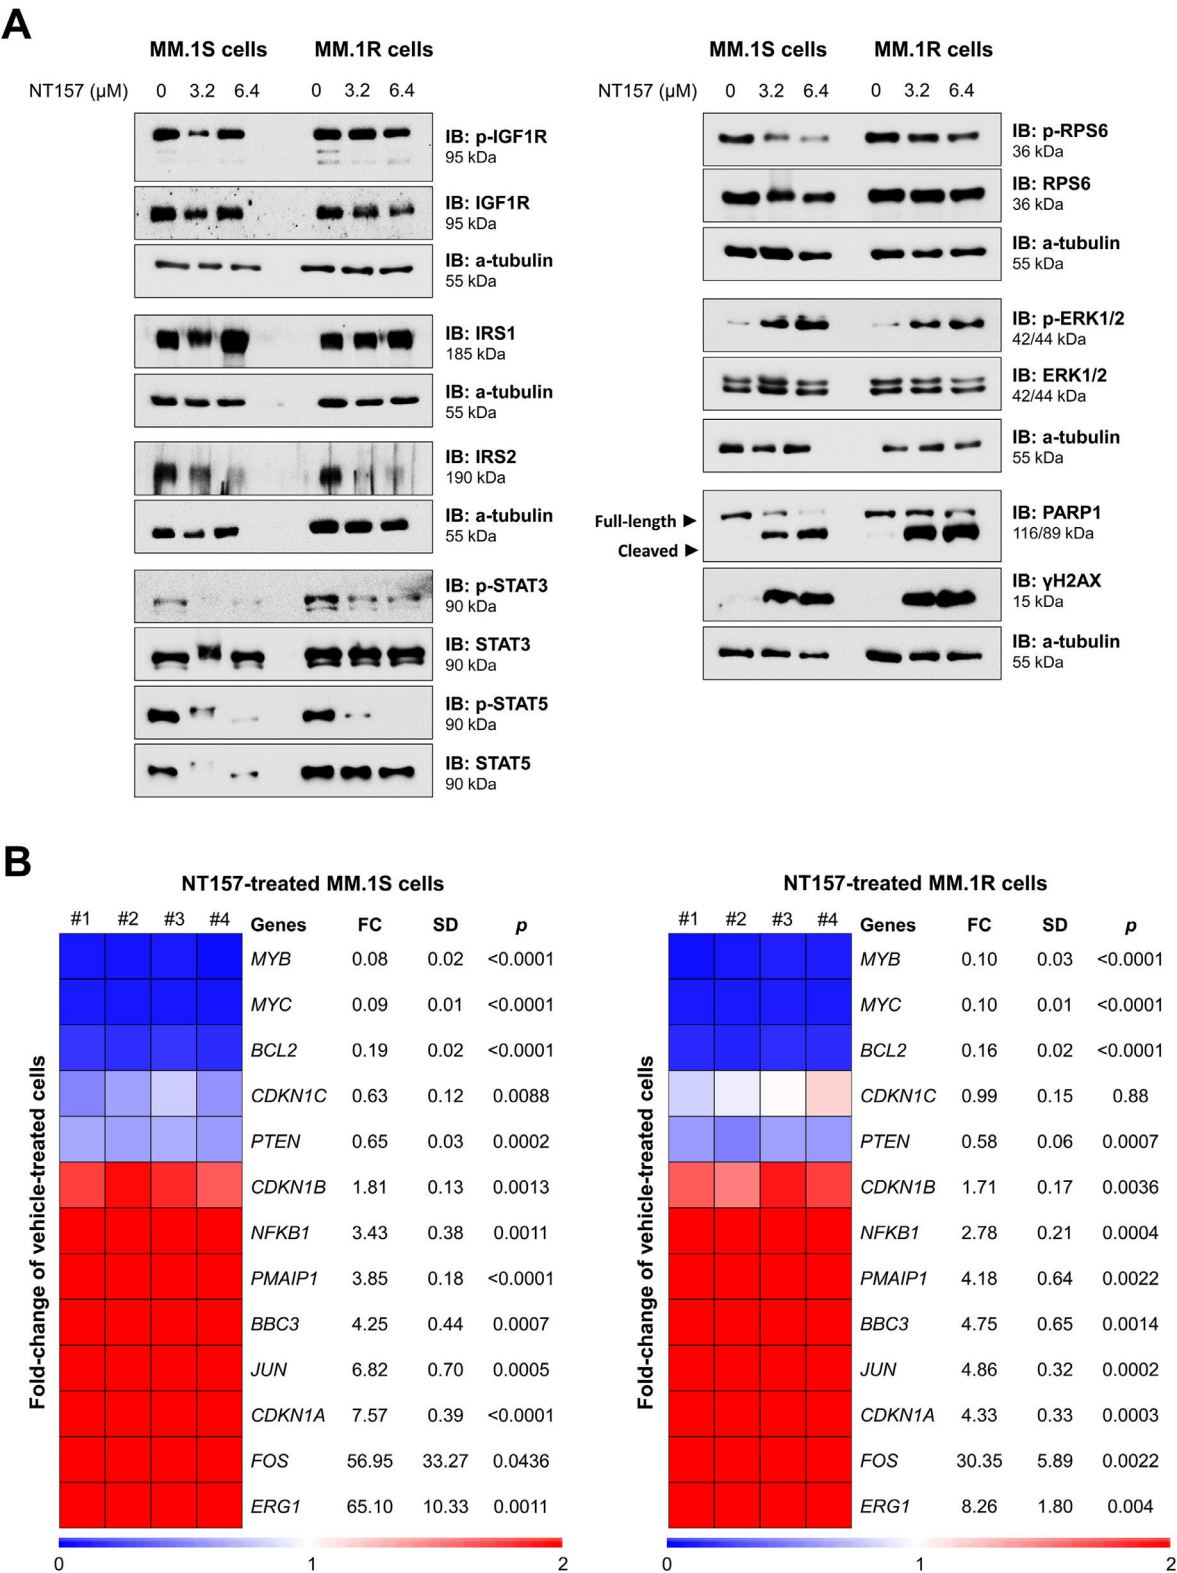 A
MM.1S cells MM.1R cells
NT157 (µM) 0 3.2 6.4 0 3.2 6.4
IB: p-IGF1R
95 kDa
IB: IGF1R
95 kDa
IB: a-tubulin
55 kDa
IB: IRS1
185 kDa
IB: a-tubulin
55 kDa
IB: IRS2
190 kDa
IB: a-tubulin
55 kDa
IB: p-STAT3
90 kDa
IB: STAT3
90 kDa
IB: p-STAT5
90 kDa
IB: STAT5
90 kDa
MM.1S cells MM.1R cells
NT157 (µM) 0 3.2 6.4 0 3.2 6.4
IB: p-RPS6
36 kDa
IB: RPS6
36 kDa
IB: a-tubulin
55 kDa
IB: p-ERK1/2
42/44 kDa
IB: ERK1/2
42/44 kDa
IB: a-tubulin
55 kDa
Full-length
Cleaved
IB: PARP1
116/89 kDa
IB: γH2AX
15 kDa
IB: a-tubulin
55 kDa
B
NT157-treated MM.1S cells
#1 #2 #3 #4 Genes FC SD p
MYB 0.08 0.02 <0.0001
MYC 0.09 0.01 <0.0001
BCL2 0.19 0.02 <0.0001
CDKN1C 0.63 0.12 0.0088
PTEN 0.65 0.03 0.0002
CDKN1B 1.81 0.13 0.0013
NFKB1 3.43 0.38 0.0011
PMAIP1 3.85 0.18 <0.0001
BBC3 4.25 0.44 0.0007
JUN 6.82 0.70 0.0005
CDKN1A 7.57 0.39 <0.0001
FOS 56.95 33.27 0.0436
ERG1 65.10 10.33 0.0011
Fold-change of vehicle-treated cells
0 1 2
NT157-treated MM.1R cells
#1 #2 #3 #4 Genes FC SD p
MYB 0.10 0.03 <0.0001
MYC 0.10 0.01 <0.0001
BCL2 0.16 0.02 <0.0001
CDKN1C 0.99 0.15 0.88
PTEN 0.58 0.06 0.0007
CDKN1B 1.71 0.17 0.0036
NFKB1 2.78 0.21 0.0004
PMAIP1 4.18 0.64 0.0022
BBC3 4.75 0.65 0.0014
JUN 4.86 0.32 0.0002
CDKN1A 4.33 0.33 0.0003
FOS 30.35 5.89 0.0022
ERG1 8.26 1.80 0.004
Fold-change of vehicle-treated cells
0 1 2